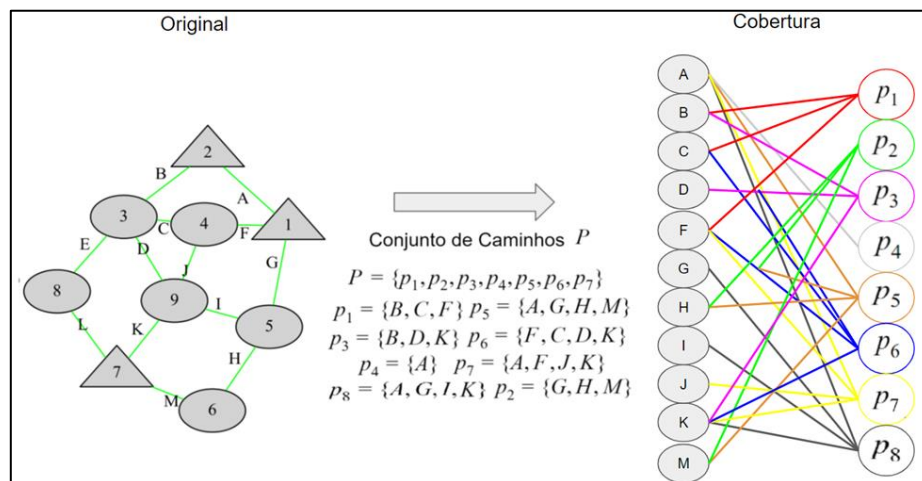 Original
Cobertura
2
B
A
3
4
1
C
F
E
D
G
J
8
9
I
5
K
L
H
7
M
6
Conjunto de Caminhos P
P = {p₁,p₂,p₃,p₄,p₅,p₆,p₇}
p₁ = {B,C,F} p₅ = {A,G,H,M}
p₃ = {B,D,K} p₆ = {F,C,D,K}
p₄ = {A} p₇ = {A,F,J,K}
p₈ = {A,G,I,K} p₂ = {G,H,M}
A
B
C
D
F
G
H
I
J
K
M
p₁
p₂
p₃
p₄
p₅
p₆
p₇
p₈